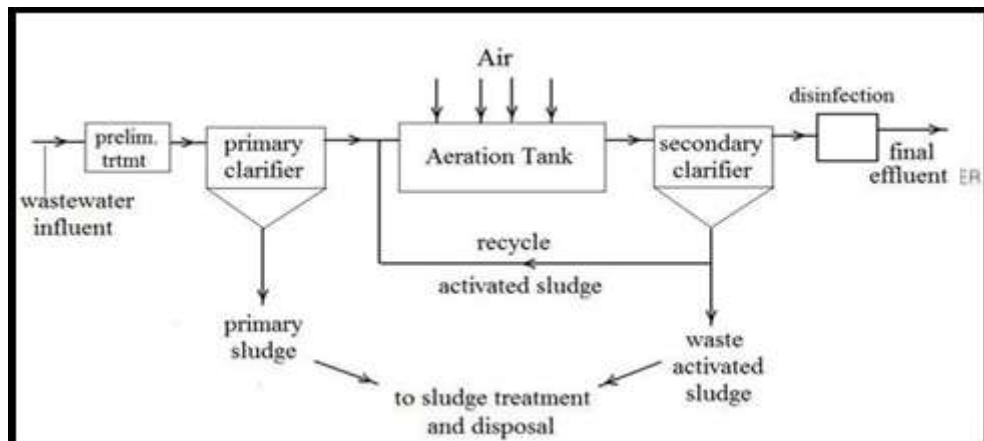 Air
disinfection
prelim.
trtmt
primary
clarifier
Aeration Tank
secondary
clarifier
final
effluent
ER
wastewater
influent
recycle
activated sludge
primary
sludge
waste
activated
sludge
to sludge treatment
and disposal